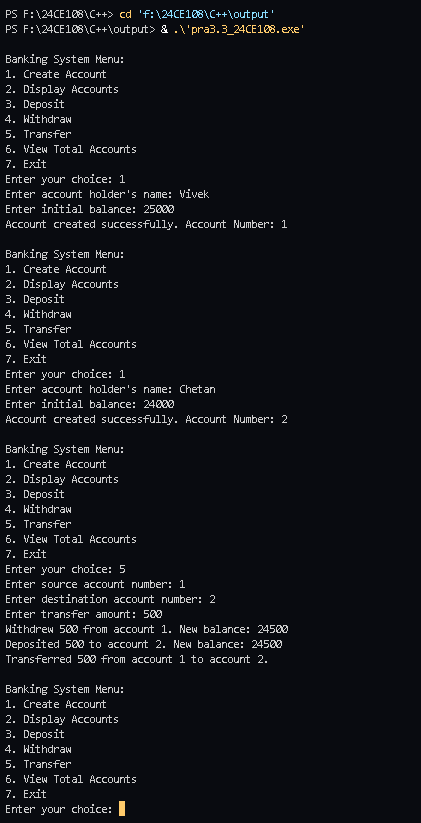 PS F:\24CE108\C++> cd 'f:\24CE108\C++\output'
PS F:\24CE108\C++\output> & .\'pra3.3_24CE108.exe'
Banking System Menu:
1. Create Account
2. Display Accounts
3. Deposit
4. Withdraw
5. Transfer
6. View Total Accounts
7. Exit
Enter your choice: 1
Enter account holder's name: Vivek
Enter initial balance: 25000
Account created successfully. Account Number: 1
Banking System Menu:
1. Create Account
2. Display Accounts
3. Deposit
4. Withdraw
5. Transfer
6. View Total Accounts
7. Exit
Enter your choice: 1
Enter account holder's name: Chetan
Enter initial balance: 24000
Account created successfully. Account Number: 2
Banking System Menu:
1. Create Account
2. Display Accounts
3. Deposit
4. Withdraw
5. Transfer
6. View Total Accounts
7. Exit
Enter your choice: 5
Enter source account number: 1
Enter destination account number: 2
Enter transfer amount: 500
Withdrew 500 from account 1. New balance: 24500
Deposited 500 to account 2. New balance: 24500
Transferred 500 from account 1 to account 2.
Banking System Menu:
1. Create Account
2. Display Accounts
3. Deposit
4. Withdraw
5. Transfer
6. View Total Accounts
7. Exit
Enter your choice: